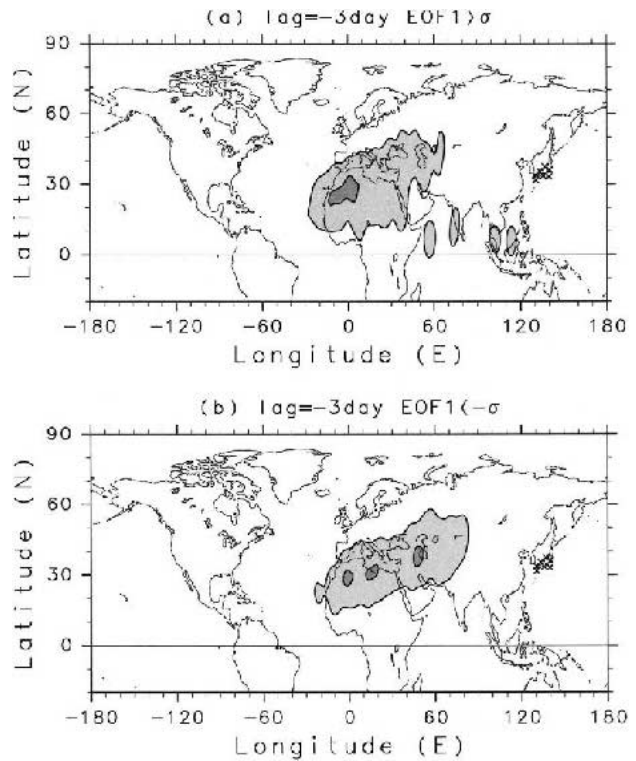 (a) lag=-3day EOF1)σ
90
60
30
0
Latitude (N)
-180 -120 -60 0 60 120 180
Longitude (E)
(b) lag=-3day EOF1(-σ
90
60
30
0
Latitude (N)
-180 -120 -60 0 60 120 180
Longitude (E)